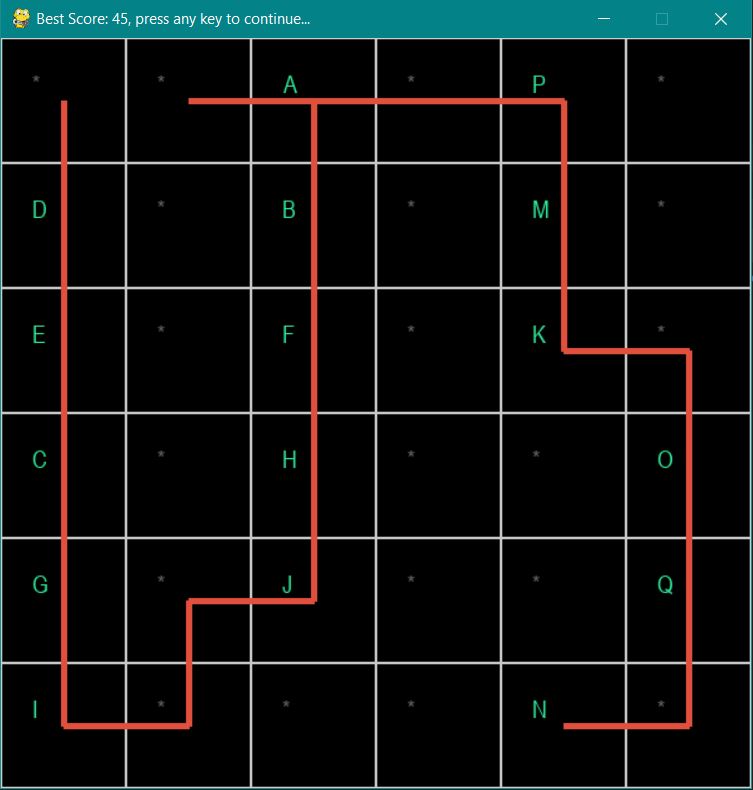 Best Score: 45, press any key to continue...
* * A * P *
D * B * M *
E * F * K *
C * H * * O
G * J * * Q
I * * * N *